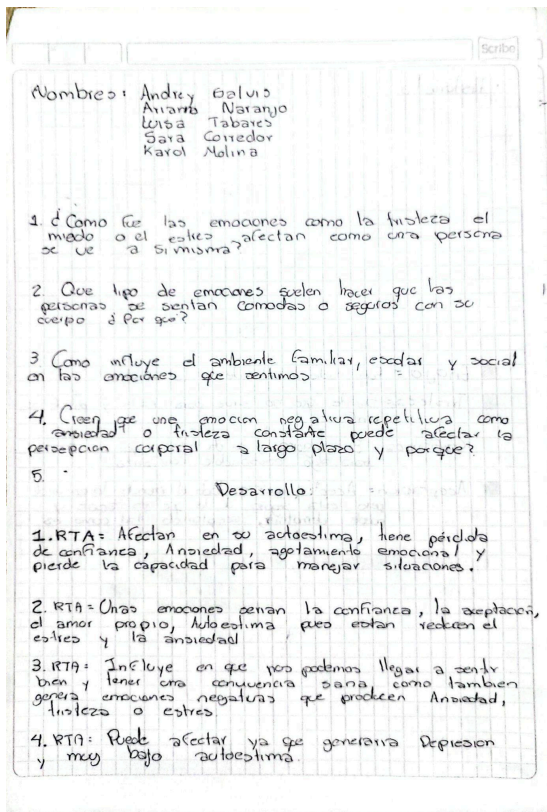 Scribe
Nombres: Andrey Galvis
Arianna Naranjo
Luisa Tabares
Sara Corredor
Karol Molina
1. ¿Como fue las emociones como la tristeza el
miedo o el estres afectan como una persona
se ve a si misma?
2. Que tipo de emociones suelen hacer que las
personas se sientan comodas o seguros con su
cuerpo ¿Por que?
3 Como influye el ambiente familiar, escolar y social
en las emociones que sentimos
4. Creen que una emocion negativa repetitiva como
ansiedad o tristeza constante puede afectar la
percepcion corporal a largo plazo y porque?
5.
Desarrollo:
1. RTA= Afectan en su autoestima, tiene pérdida
de confianca, Ansiedad, agotamiento emocional y
pierde la capacidad para manejar situaciones.
2. RTA= Unas emociones serian la confianca, la aceptación,
el amor propio, Autoestima pues estan reducen el
estres y la ansiedad
3. RTA: Influye en que nos podemos llegar a sentir
bien y tener una convivencia sana, como tambien
genera emociones negativas que producen Ansiedad,
tristeza o estres.
4. RTA: Puede afectar ya que generaria Depresion
y muy bajo autoestima.